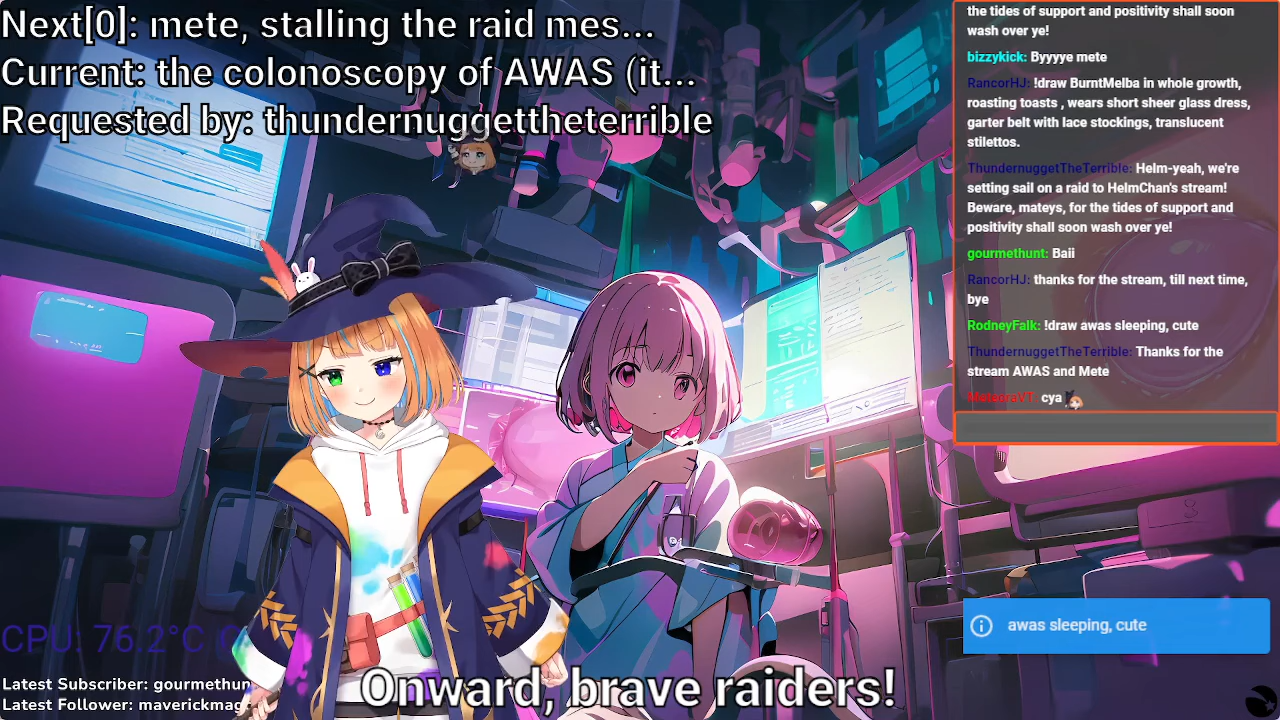 Next[0]: mete, stalling the raid mes...
Current: the colonoscopy of AWAS (it...
Requested by: thundernuggettheterrible
the tides of support and positivity shall soon
wash over ye!
bizzykick: Byyyye mete
RancorHJ: !draw BurntMelba in whole growth,
roasting toasts , wears short sheer glass dress,
garter belt with lace stockings, translucent
stilettos.
ThundernuggetTheTerrible: Helm-yeah, we're
setting sail on a raid to HelmChan's stream!
Beware, mateys, for the tides of support and
positivity shall soon wash over ye!
gourmethunt: Baii
RancorHJ: thanks for the stream, till next time,
bye
RodneyFalk: !draw awas sleeping, cute
ThundernuggetTheTerrible: Thanks for the
stream AWAS and Mete
MeteoraVT: cya
awas sleeping, cute
CPU: 76.2°C
Latest Subscriber: gourmethun
Latest Follower: maverickmag
Onward, brave raiders!